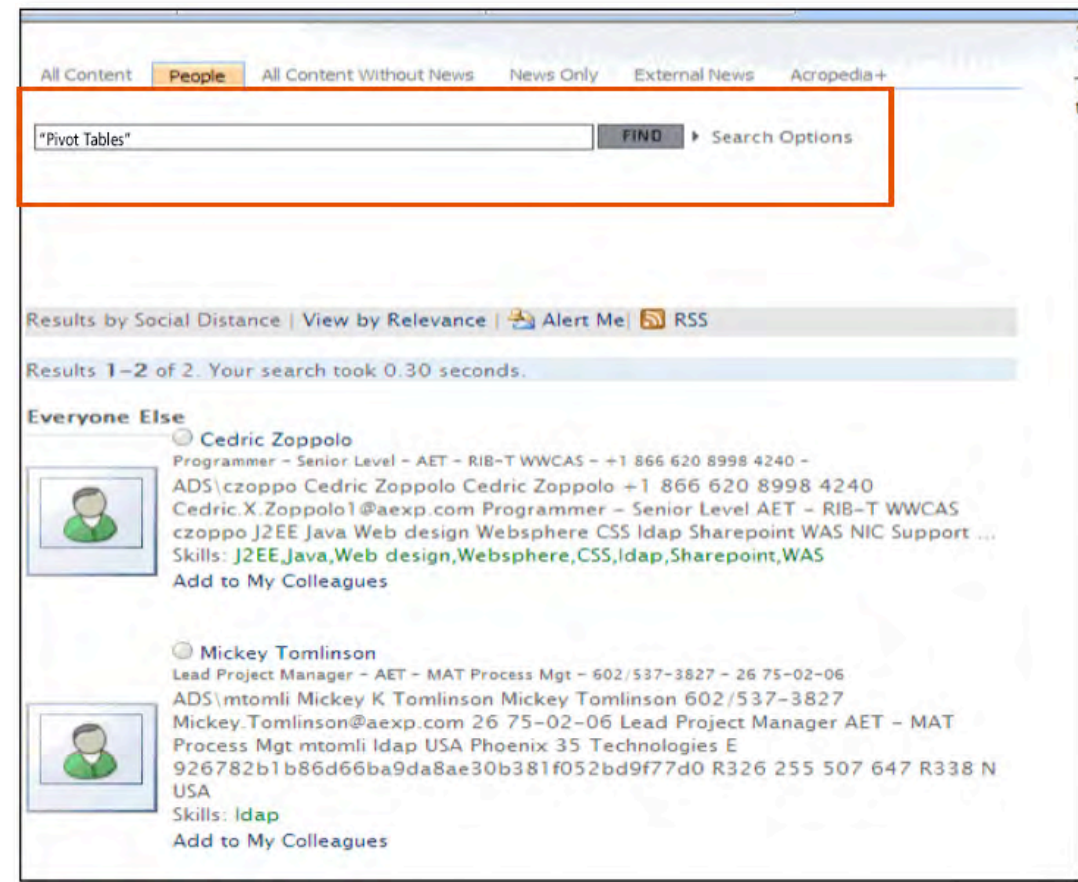 All Content People All Content Without News News Only External News Acropedia+
"Pivot Tables" FIND Search Options
Results by Social Distance | View by Relevance | Alert Me| RSS
Results 1-2 of 2. Your search took 0.30 seconds.
Everyone Else
Cedric Zoppolo
Programmer - Senior Level - AET - RIB-T WWCAS - +1 866 620 8998 4240 -
ADS\czoppo Cedric Zoppolo Cedric Zoppolo +1 866 620 8998 4240
Cedric.X.Zoppolo1@aexp.com Programmer - Senior Level AET - RIB-T WWCAS
czoppo J2EE Java Web design Websphere CSS ldap Sharepoint WAS NIC Support ...
Skills: J2EE,Java,Web design,Websphere,CSS,ldap,Sharepoint,WAS
Add to My Colleagues
Mickey Tomlinson
Lead Project Manager - AET - MAT Process Mgt - 602/537-3827 - 26 75-02-06
ADS\mtomli Mickey K Tomlinson Mickey Tomlinson 602/537-3827
Mickey.Tomlinson@aexp.com 26 75-02-06 Lead Project Manager AET - MAT
Process Mgt mtomli ldap USA Phoenix 35 Technologies E
926782b1b86d66ba9da8ae30b381f052bd9f77d0 R326 255 507 647 R338 N
USA
Skills: ldap
Add to My Colleagues